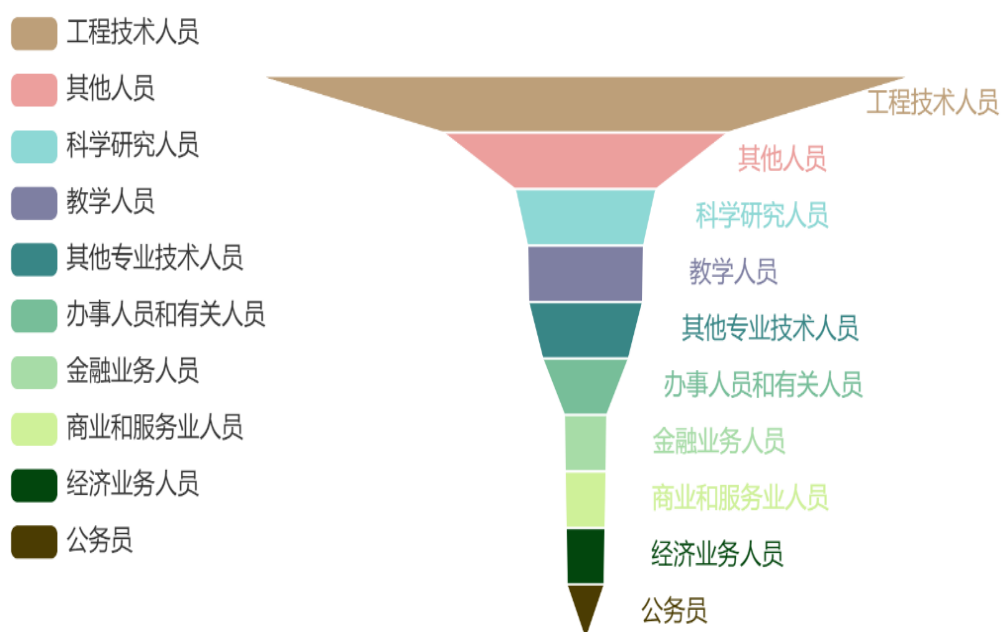 工程技术人员
其他人员
科学研究人员
教学人员
其他专业技术人员
办事人员和有关人员
金融业务人员
商业和服务业人员
经济业务人员
公务员
工程技术人员
其他人员
科学研究人员
教学人员
其他专业技术人员
办事人员和有关人员
金融业务人员
商业和服务业人员
经济业务人员
公务员